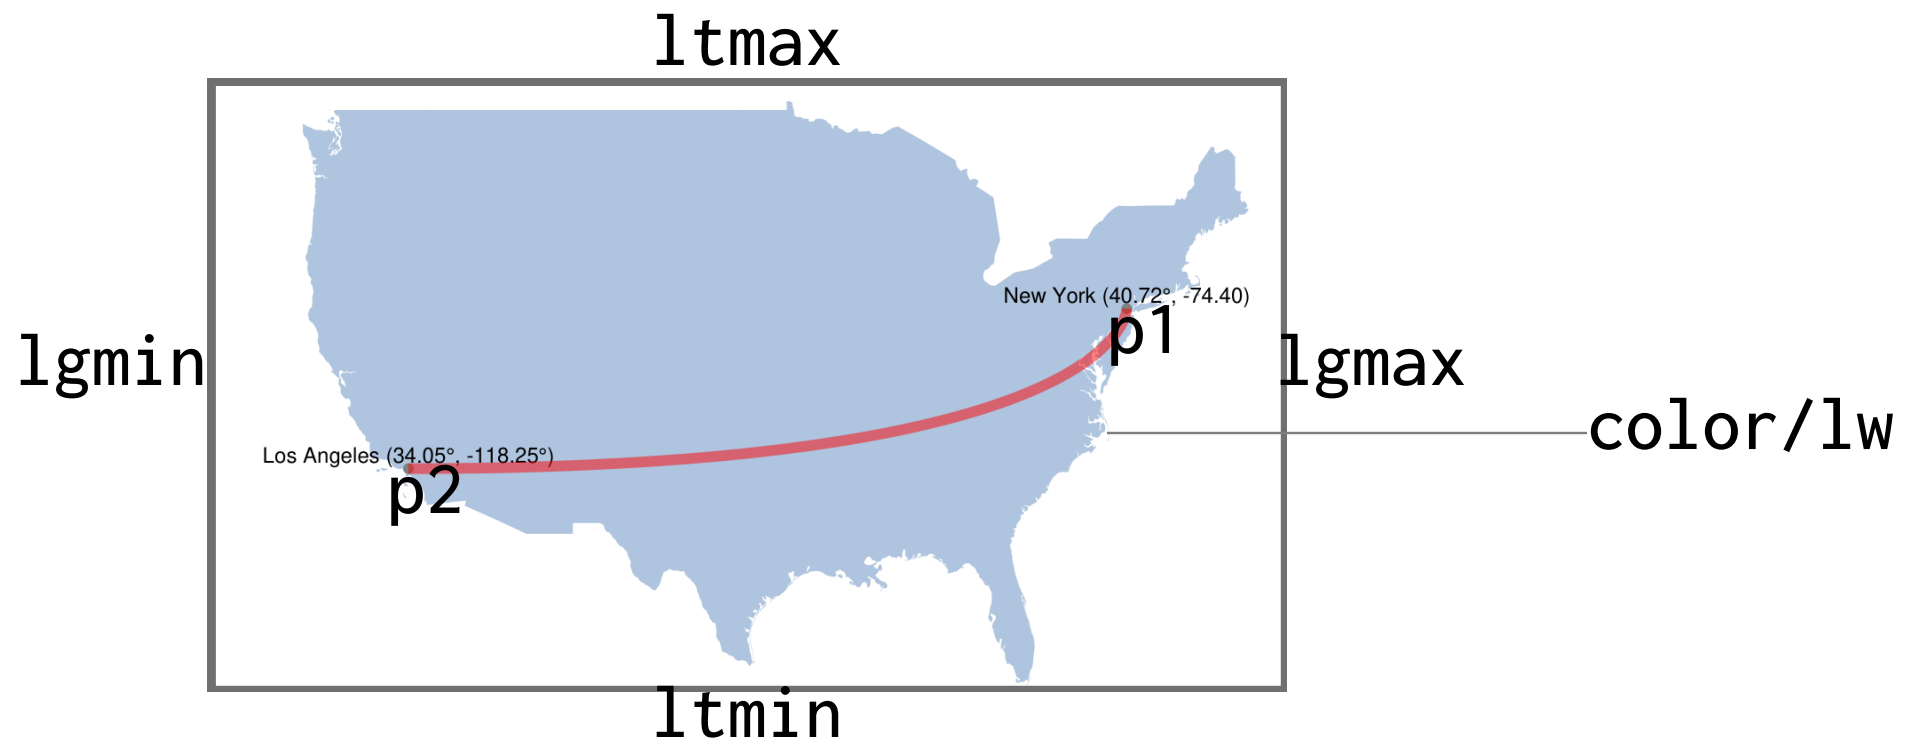 ltmax
New York (40.72°, -74.40)
p1
lgmin
lgmax
color/lw
Los Angeles (34.05°, -118.25°)
p2
ltmin